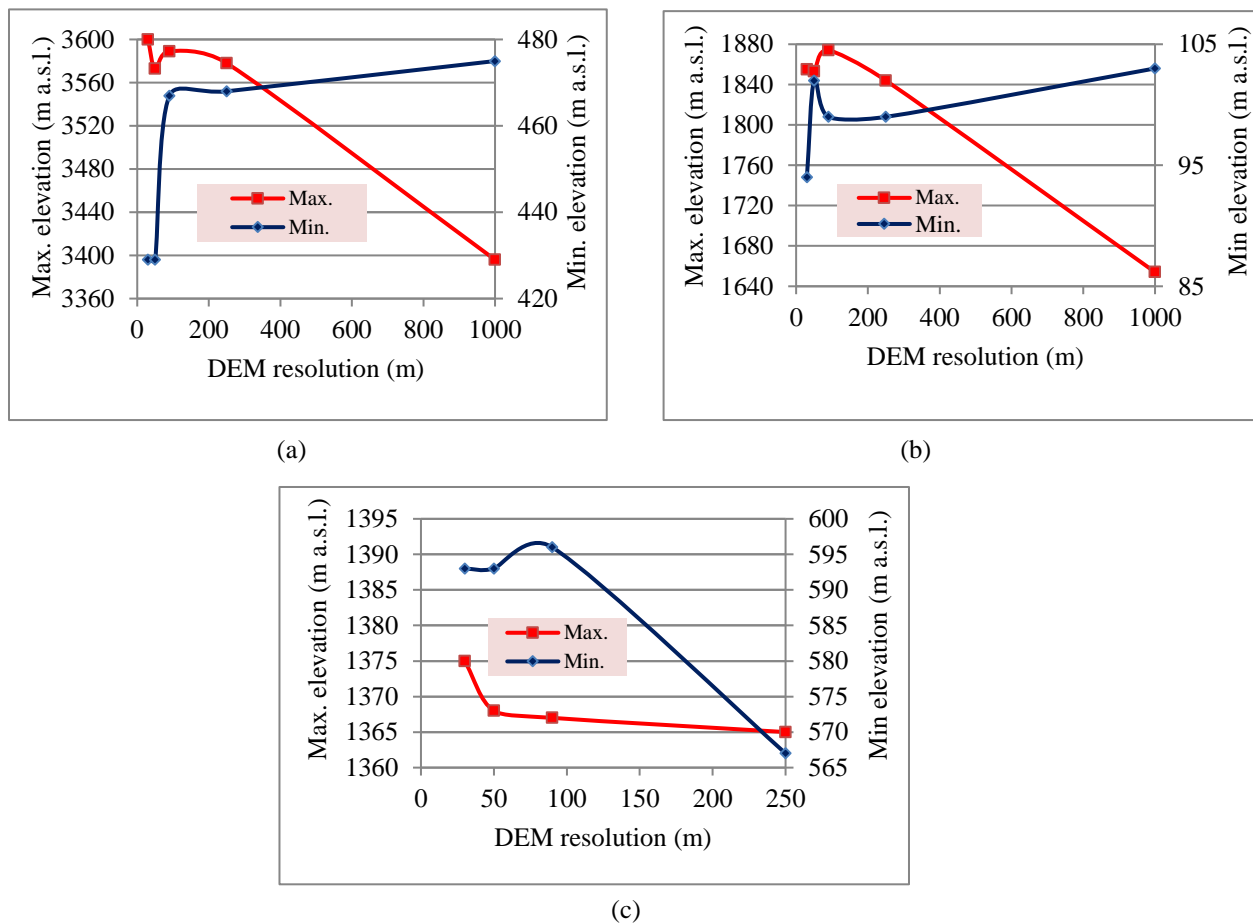 Max. elevation (m a.s.l.)
3600
3560
3520
3480
3440
3400
3360
480
460
440
420
Min. elevation (m a.s.l.)
Max.
Min.
0 200 400 600 800 1000
DEM resolution (m)
(a)
Max. elevation (m a.s.l.)
1880
1840
1800
1760
1720
1680
1640
105
95
85
Min elevation (m a.s.l.)
Max.
Min.
0 200 400 600 800 1000
DEM resolution (m)
(b)
Max. elevation (m a.s.l.)
1395
1390
1385
1380
1375
1370
1365
1360
600
595
590
585
580
575
570
565
Min elevation (m a.s.l.)
Max.
Min.
0 50 100 150 200 250
DEM resolution (m)
(c)